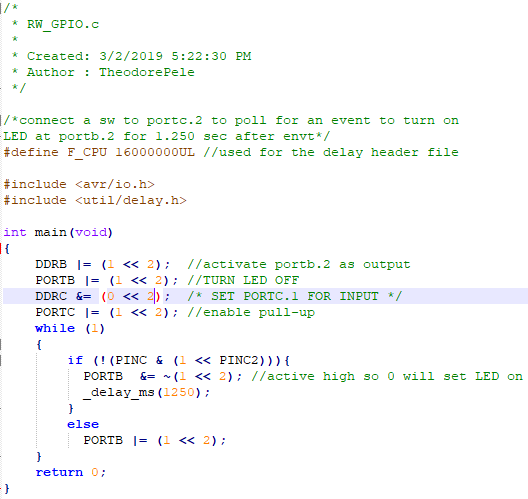 /*
 * RW_GPIO.c
 *
 * Created: 3/2/2019 5:22:30 PM
 * Author : TheodorePele
 */

/*connect a sw to portc.2 to poll for an event to turn on
LED at portb.2 for 1.250 sec after envt*/
#define F_CPU 16000000UL //used for the delay header file

#include <avr/io.h>
#include <util/delay.h>

int main(void)
{
    DDRB |= (1 << 2);  //activate portb.2 as output
    PORTB |= (1 << 2); //TURN LED OFF
    DDRC &= (0 << 2);  /* SET PORTC.1 FOR INPUT */
    PORTC |= (1 << 2); //enable pull-up
    while (1)
    {
        if (!(PINC & (1 << PINC2))){
          PORTB  &= ~(1 << 2); //active high so 0 will set LED on
          _delay_ms(1250);
        }
        else
          PORTB |= (1 << 2);
    }
    return 0;
}